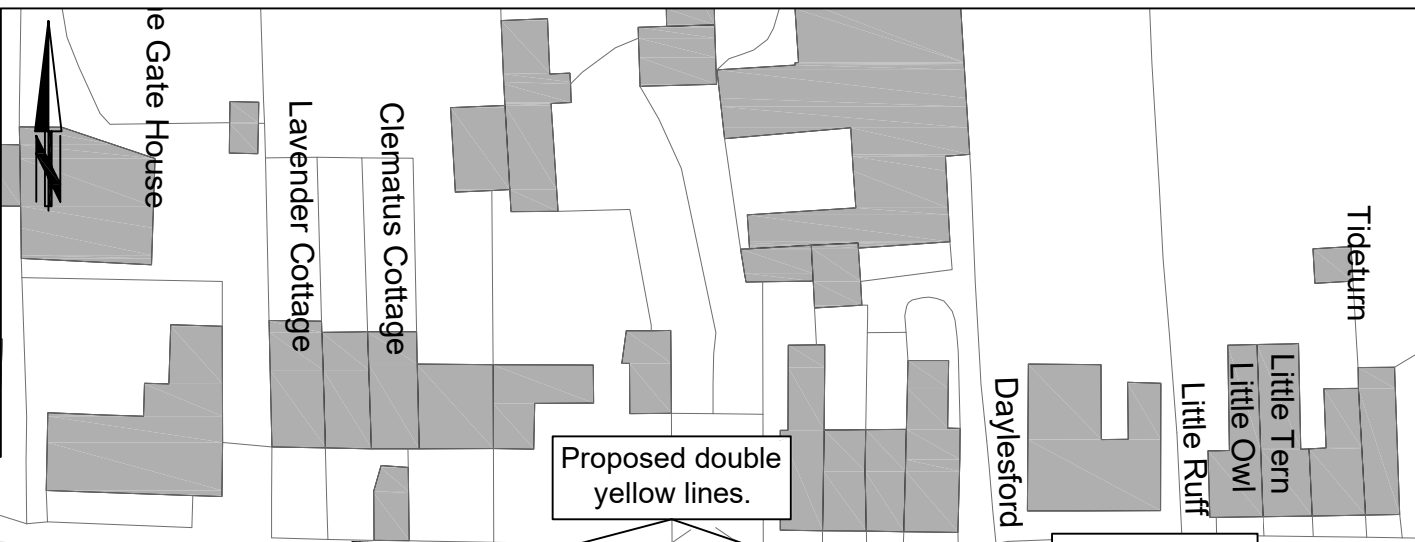 e Gate House
Lavender Cottage
Clematus Cottage
Proposed double
yellow lines.
Daylesford
Little Ruff
Little Owl
Little Tern
Tideturn
N